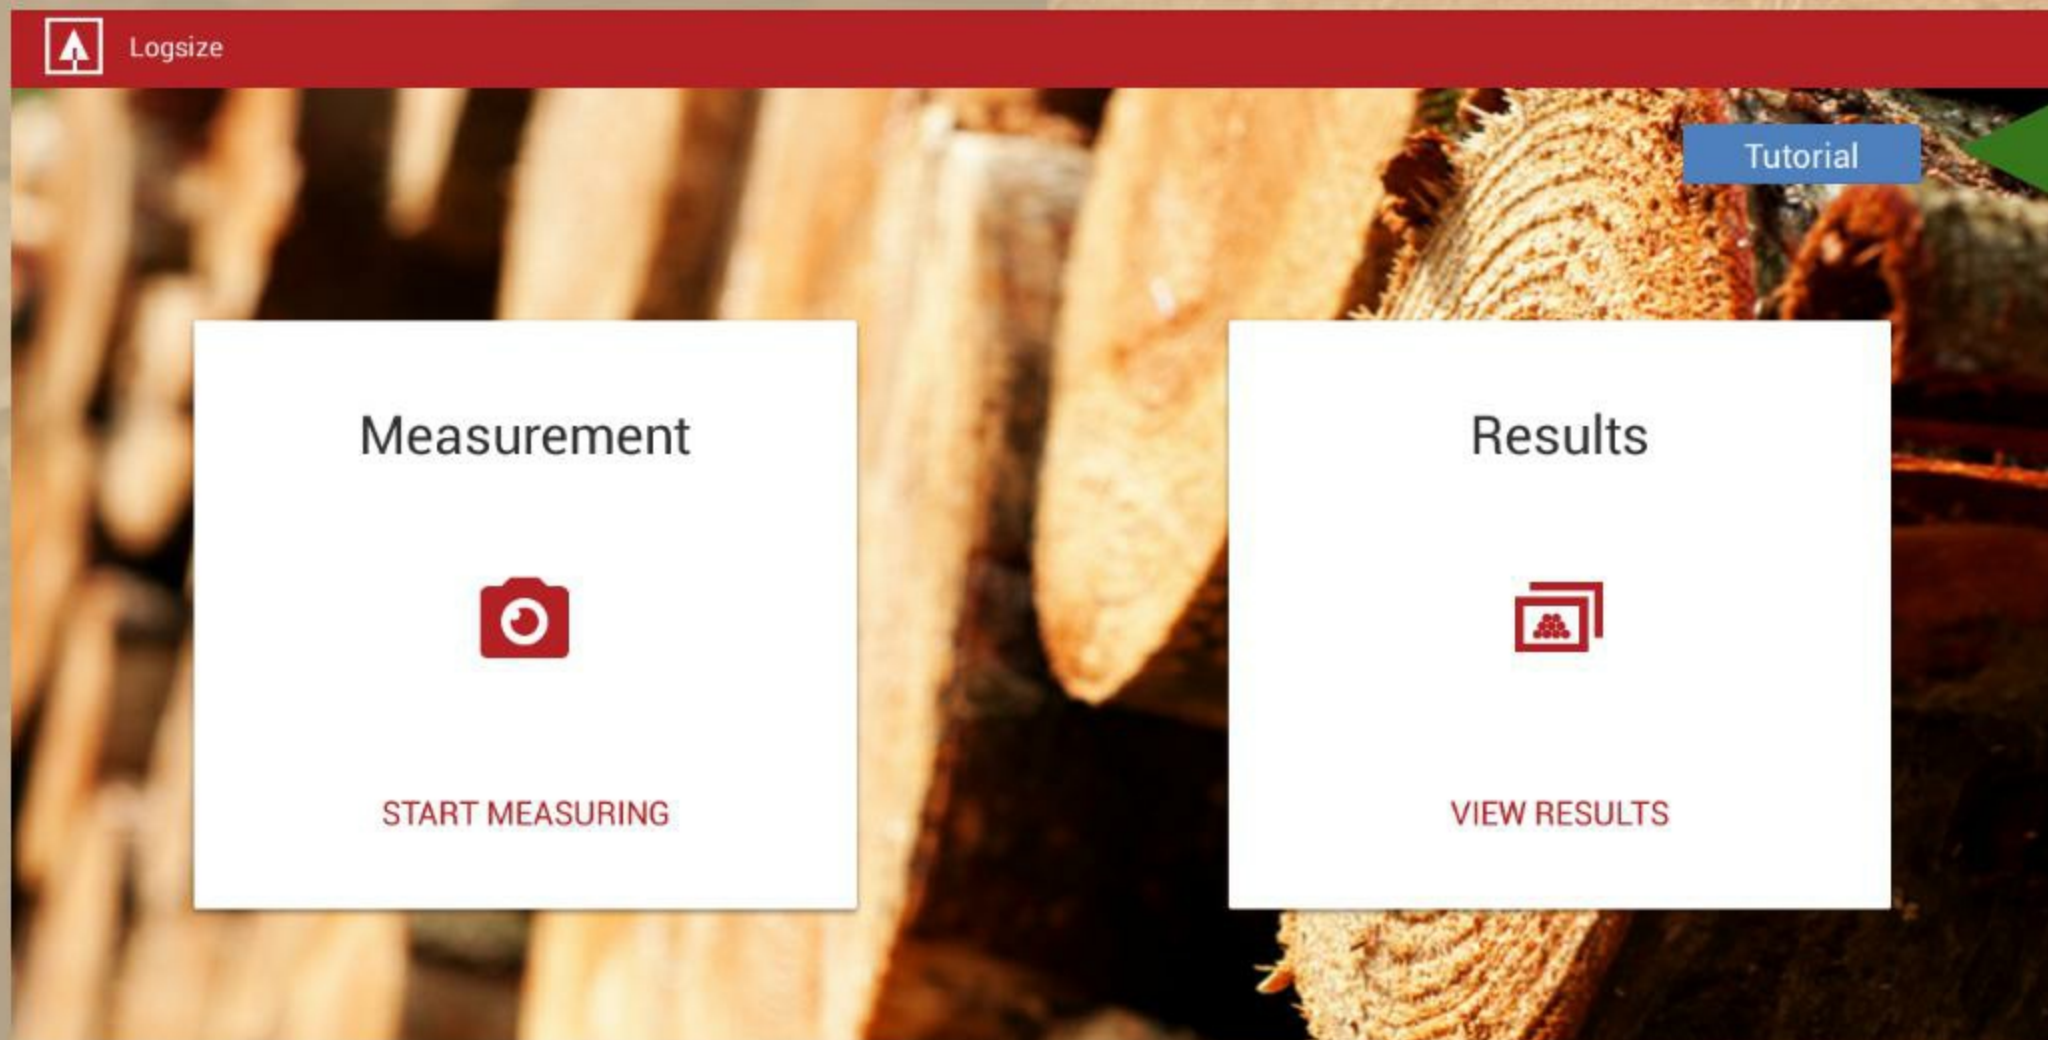 Logsize
Tutorial
Measurement
Results
START MEASURING
VIEW RESULTS